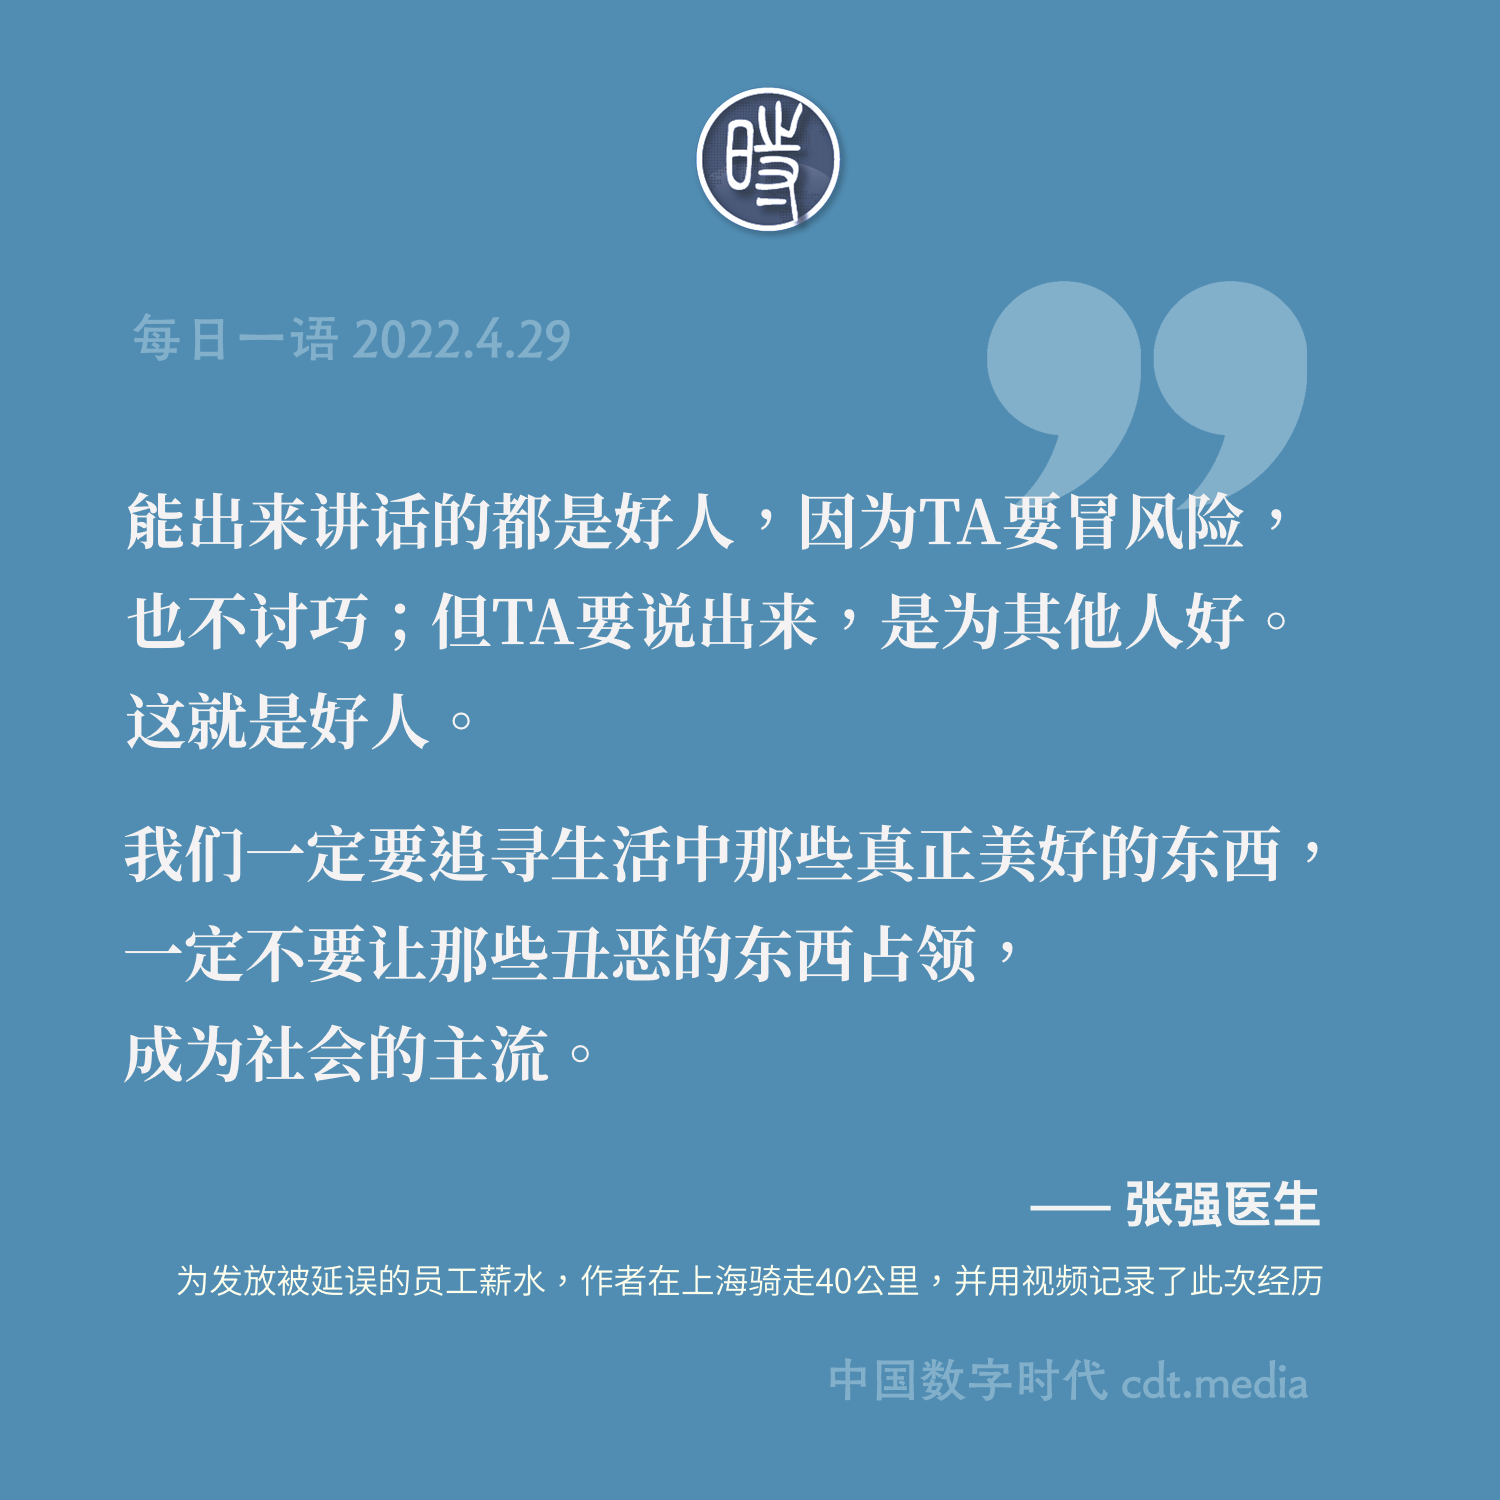 時
每日一语 2022.4.29
能出来讲话的都是好人，因为TA要冒风险，
也不讨巧；但TA要说出来，是为其他人好。
这就是好人。
我们一定要追寻生活中那些真正美好的东西，
一定不要让那些丑恶的东西占领，
成为社会的主流。
—— 张强医生
为发放被延误的员工薪水，作者在上海骑走40公里，并用视频记录了此次经历
中国数字时代 cdt.media